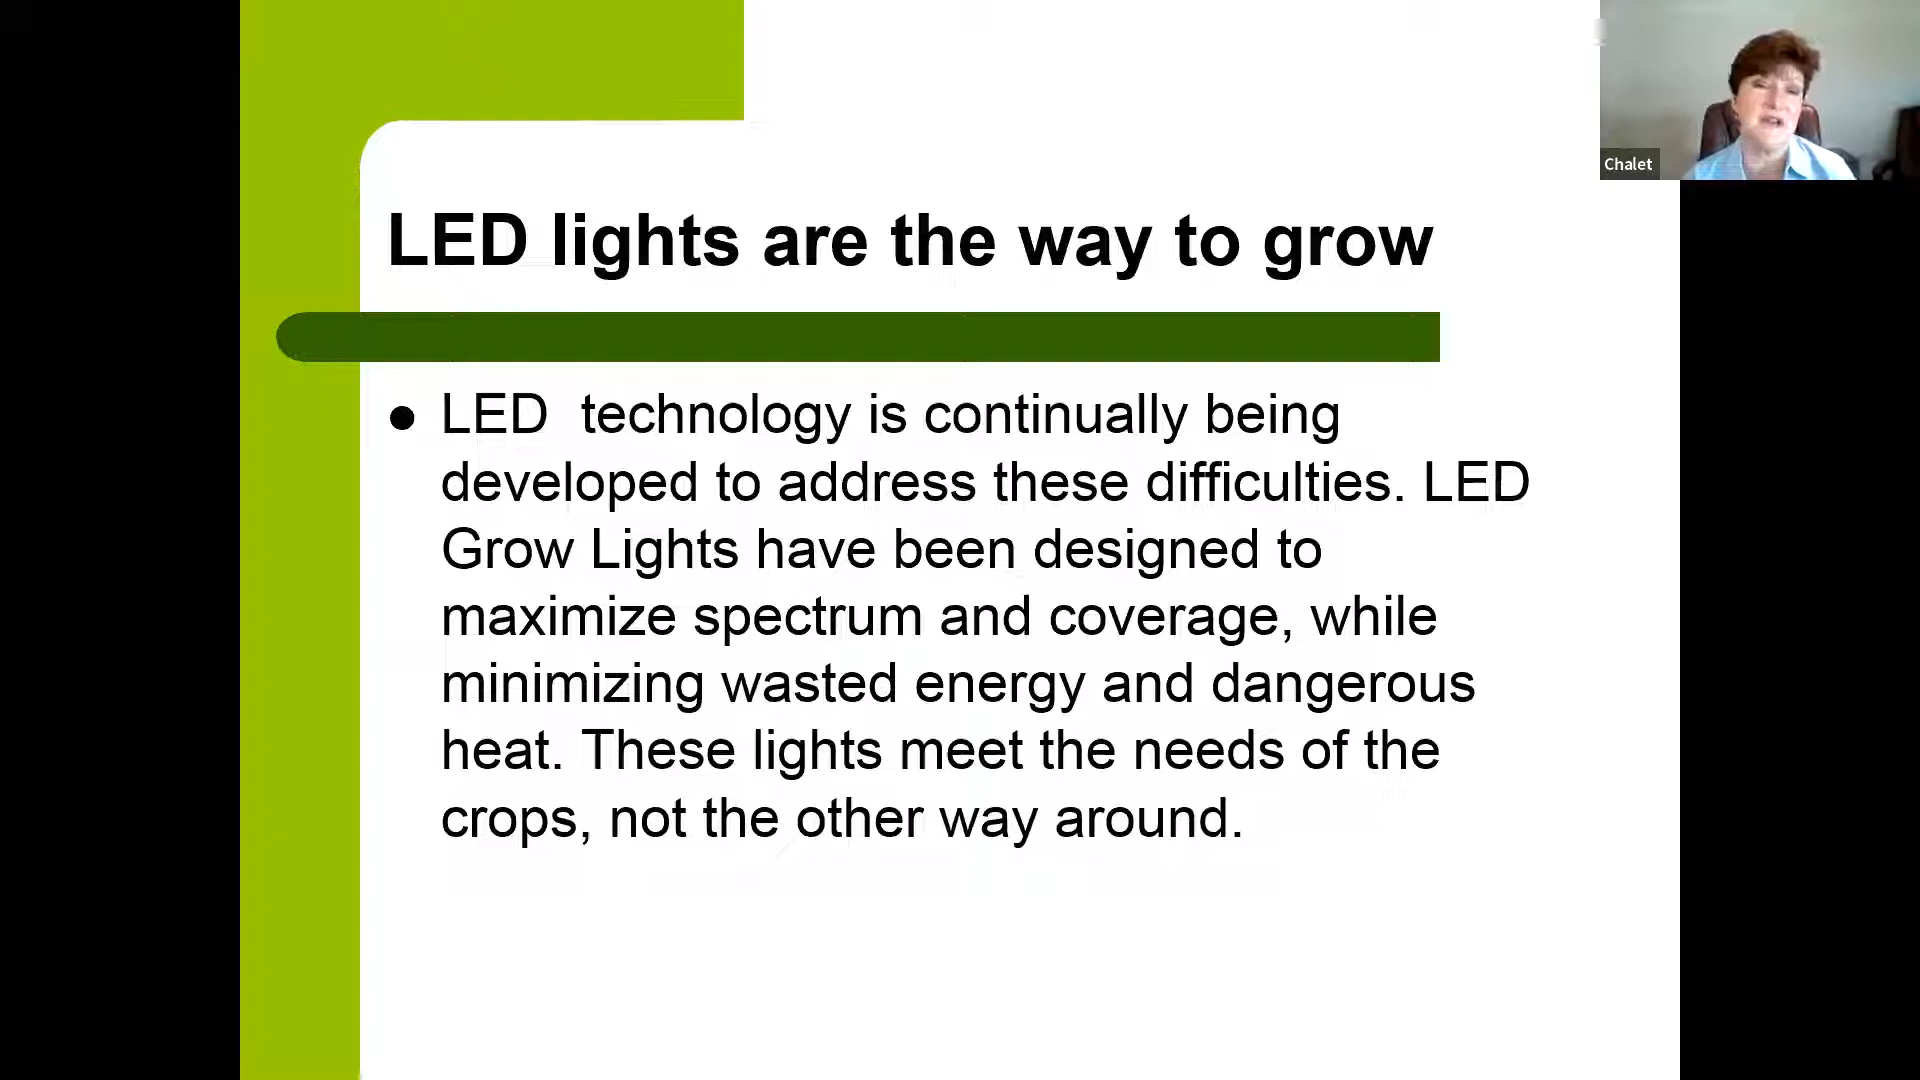 Chalet
LED lights are the way to grow
● LED  technology is continually being
developed to address these difficulties. LED
Grow Lights have been designed to
maximize spectrum and coverage, while
minimizing wasted energy and dangerous
heat. These lights meet the needs of the
crops, not the other way around.